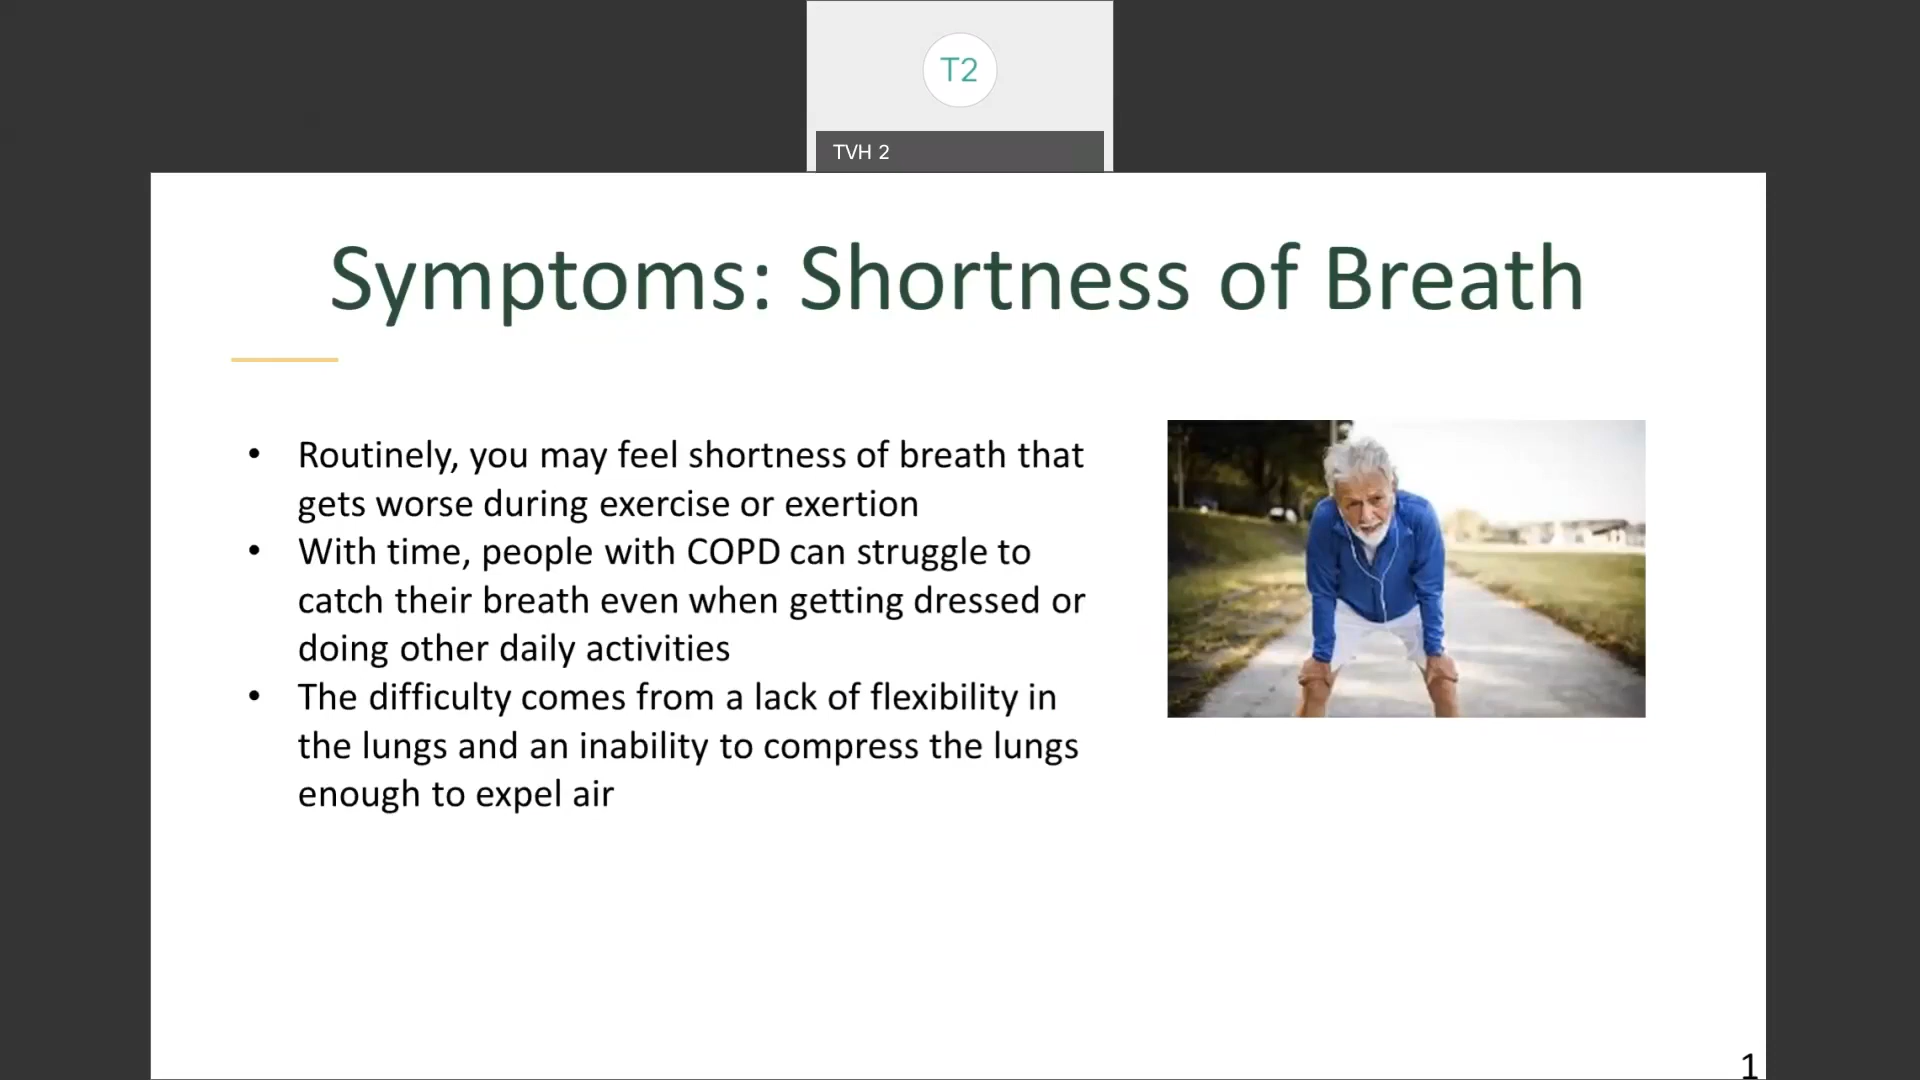 T2
TVH 2
Symptoms: Shortness of Breath
• Routinely, you may feel shortness of breath that
gets worse during exercise or exertion
• With time, people with COPD can struggle to
catch their breath even when getting dressed or
doing other daily activities
• The difficulty comes from a lack of flexibility in
the lungs and an inability to compress the lungs
enough to expel air
1